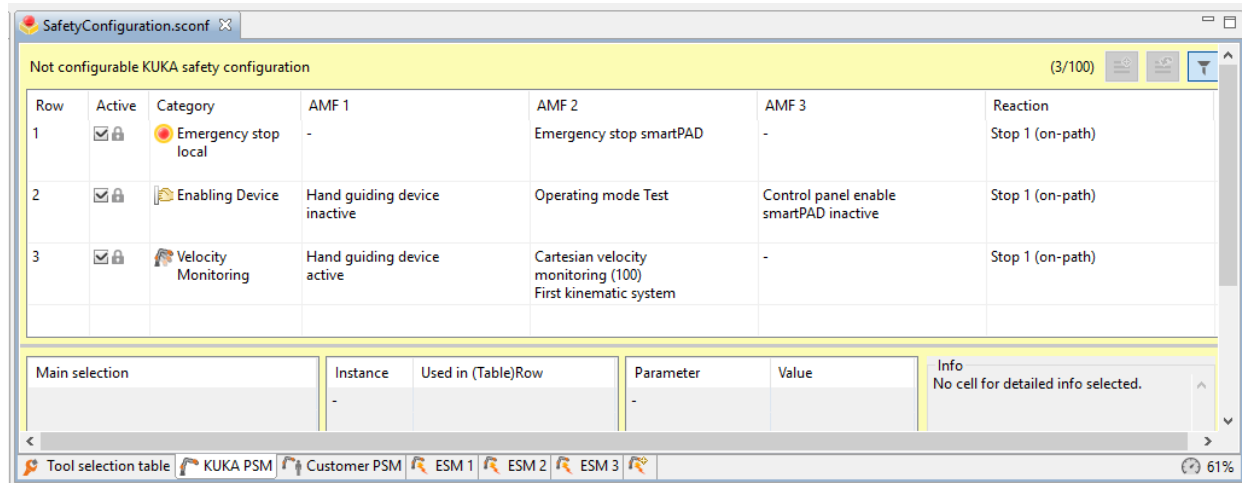 SafetyConfiguration.sconf
Not configurable KUKA safety configuration (3/100)
Row Active Category AMF 1 AMF 2 AMF 3 Reaction
1 Emergency stop - Emergency stop smartPAD - Stop 1 (on-path)
local
2 Enabling Device Hand guiding device Operating mode Test Control panel enable Stop 1 (on-path)
inactive smartPAD inactive
3 Velocity Hand guiding device Cartesian velocity - Stop 1 (on-path)
Monitoring active monitoring (100)
First kinematic system
Main selection Instance Used in (Table)Row Parameter Value Info
- - No cell for detailed info selected.
Tool selection table KUKA PSM Customer PSM ESM 1 ESM 2 ESM 3 61%